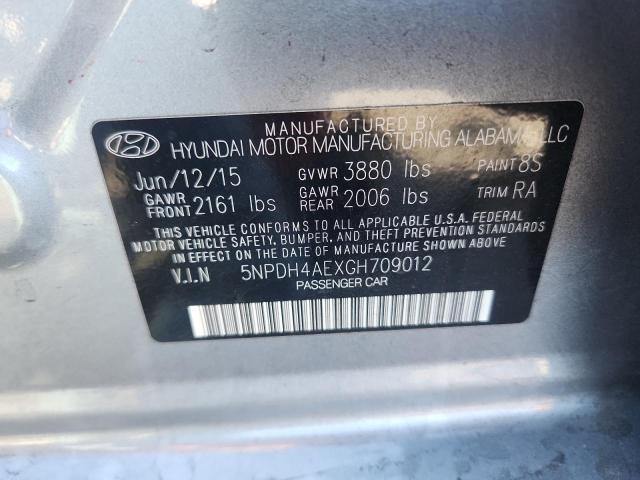 MANUFACTURED BY
HYUNDAI MOTOR MANUFACTURING ALABAMA, LLC
Jun/12/15 GVWR 3880 lbs PAINT 8S
GAWR FRONT 2161 lbs GAWR REAR 2006 lbs TRIM RA
THIS VEHICLE CONFORMS TO ALL APPLICABLE U.S.A. FEDERAL
MOTOR VEHICLE SAFETY, BUMPER, AND THEFT PREVENTION STANDARDS
IN EFFECT ON THE DATE OF MANUFACTURE SHOWN ABOVE.
V.I.N 5NPDH4AEXGH709012
PASSENGER CAR